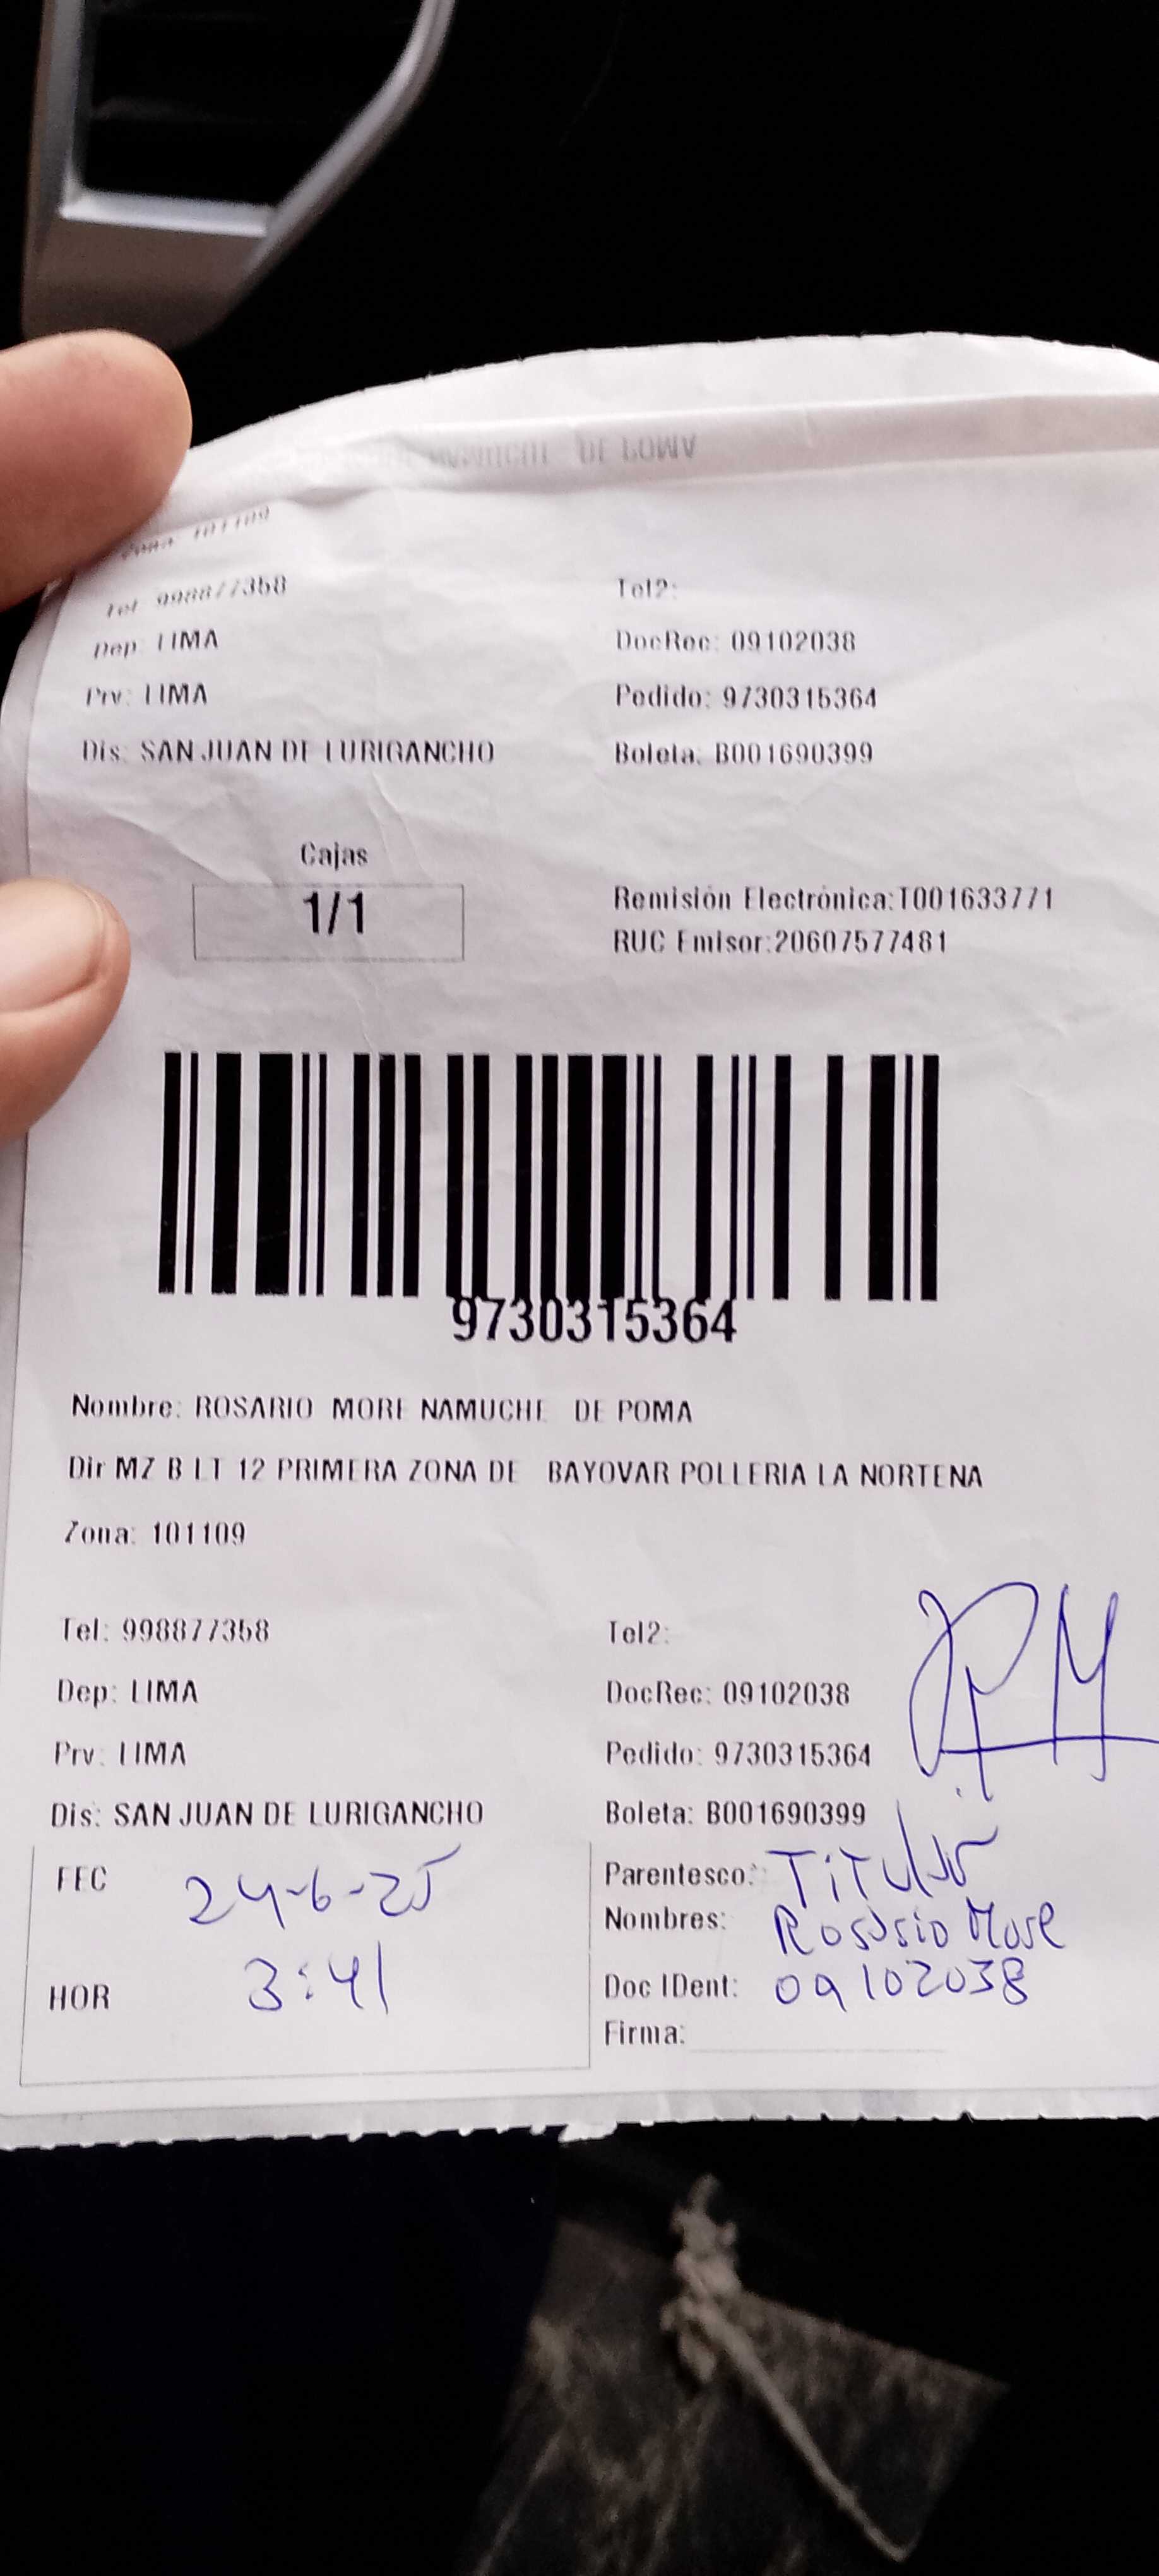 DE POMA
Zona 101109
Tel 998877358 Tel2:
Dep: LIMA DocRec: 09102038
Prv: LIMA Pedido: 9730315364
Dis: SAN JUAN DE LURIGANCHO Boleta: B001690399
Cajas
1/1
Remisión Electrónica:T001633771
RUC Emisor:20607577481
9730315364
Nombre: ROSARIO MORE NAMUCHE DE POMA
Dir MZ B LT 12 PRIMERA ZONA DE BAYOVAR POLLERIA LA NORTENA
Zona: 101109
Tel: 998877358 Tel2:
Dep: LIMA DocRec: 09102038
Prv: LIMA Pedido: 9730315364
Dis: SAN JUAN DE LURIGANCHO Boleta: B001690399
FEC 24-6-25 Parentesco: Titular
Nombres: Rosario More
HOR 3:41 Doc IDent: 09102038
Firma: